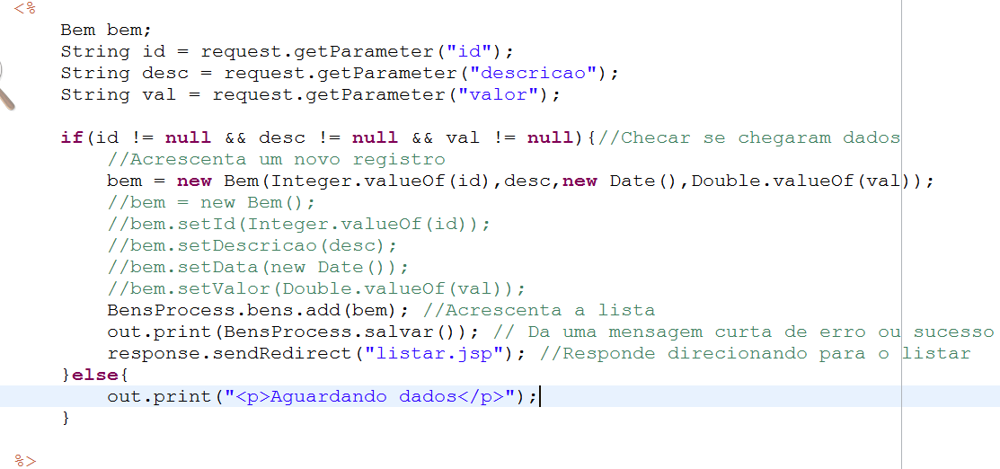 <%
Bem bem;
String id = request.getParameter("id");
String desc = request.getParameter("descricao");
String val = request.getParameter("valor");
if(id != null && desc != null && val != null){//Checar se chegaram dados
//Acrescenta um novo registro
bem = new Bem(Integer.valueOf(id),desc,new Date(),Double.valueOf(val));
//bem = new Bem();
//bem.setId(Integer.valueOf(id));
//bem.setDescricao(desc);
//bem.setData(new Date());
//bem.setValor(Double.valueOf(val));
BensProcess.bens.add(bem); //Acrescenta a lista
out.print(BensProcess.salvar()); // Da uma mensagem curta de erro ou sucesso
response.sendRedirect("listar.jsp"); //Responde direcionando para o listar
}else{
out.print("<p>Aguardando dados</p>");
}
%>